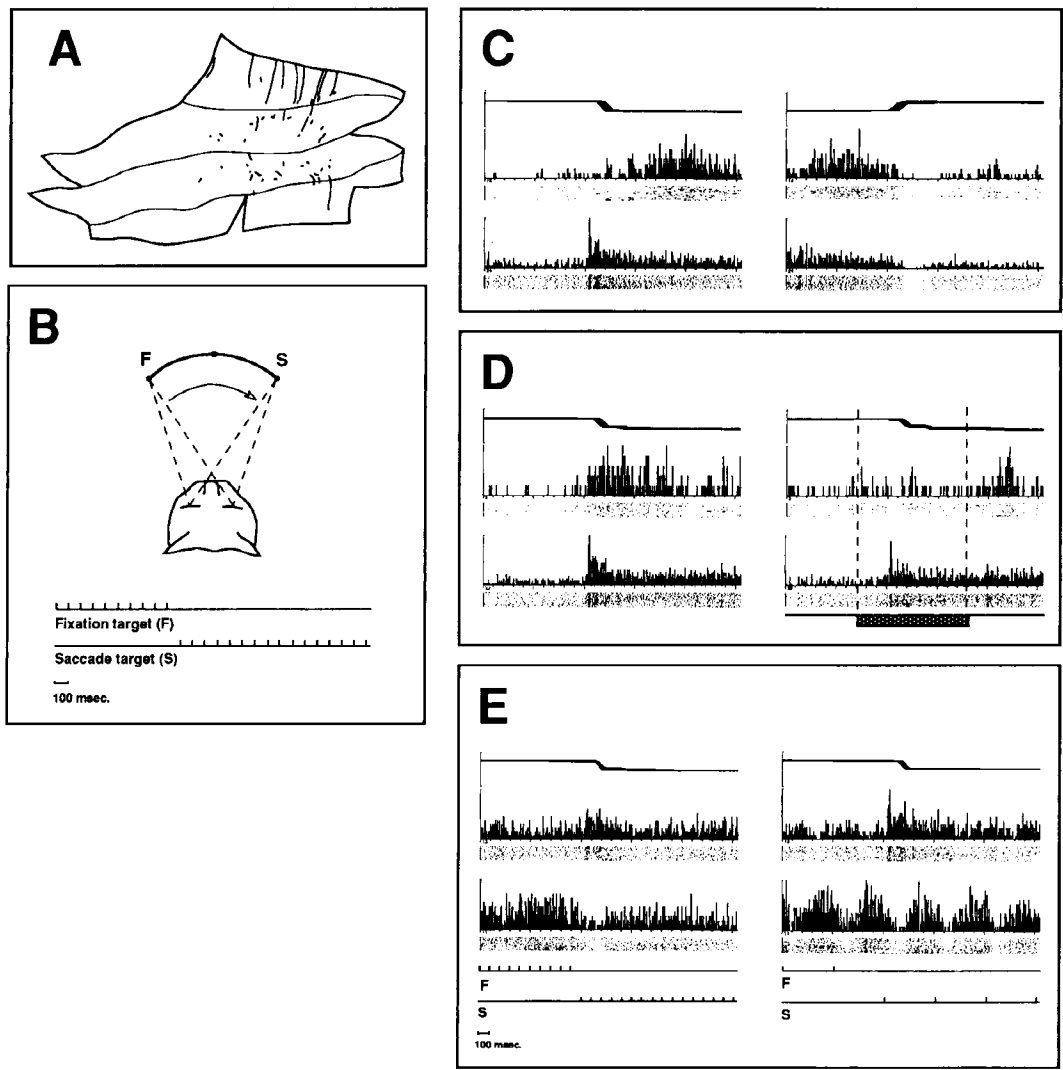 A
B
F S
Fixation target (F)
Saccade target (S)
100 msec.
C
D
E
F
S
100 msec.
F
S